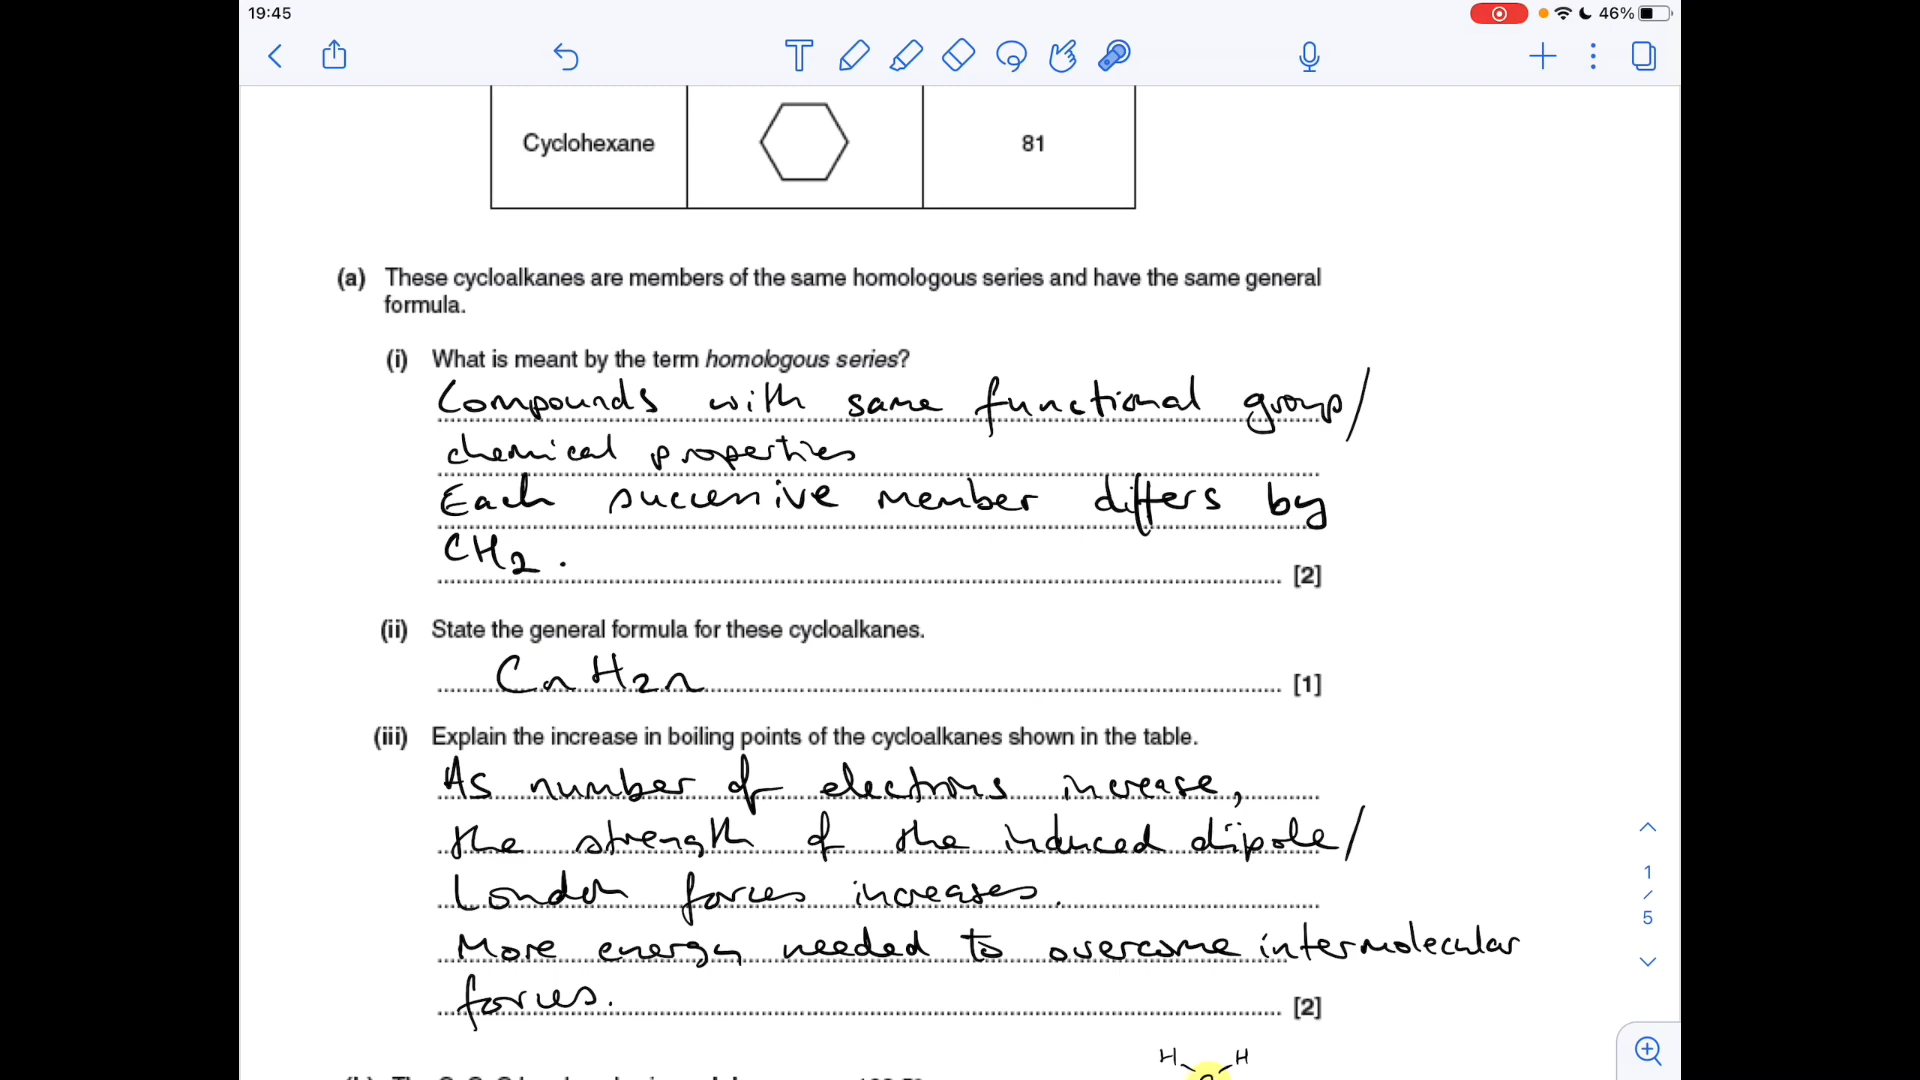 19:45
46%
Cyclohexane
81
(a) These cycloalkanes are members of the same homologous series and have the same general
formula.
(i) What is meant by the term homologous series?
Compounds with same functional group/
chemical properties
Each successive member differs by
CH2.
[2]
(ii) State the general formula for these cycloalkanes.
CnH2n
[1]
(iii) Explain the increase in boiling points of the cycloalkanes shown in the table.
As number of electrons increase,
the strength of the induced dipole/
London forces increases.
More energy needed to overcome intermolecular
forces.
[2]
1
/
5
H H